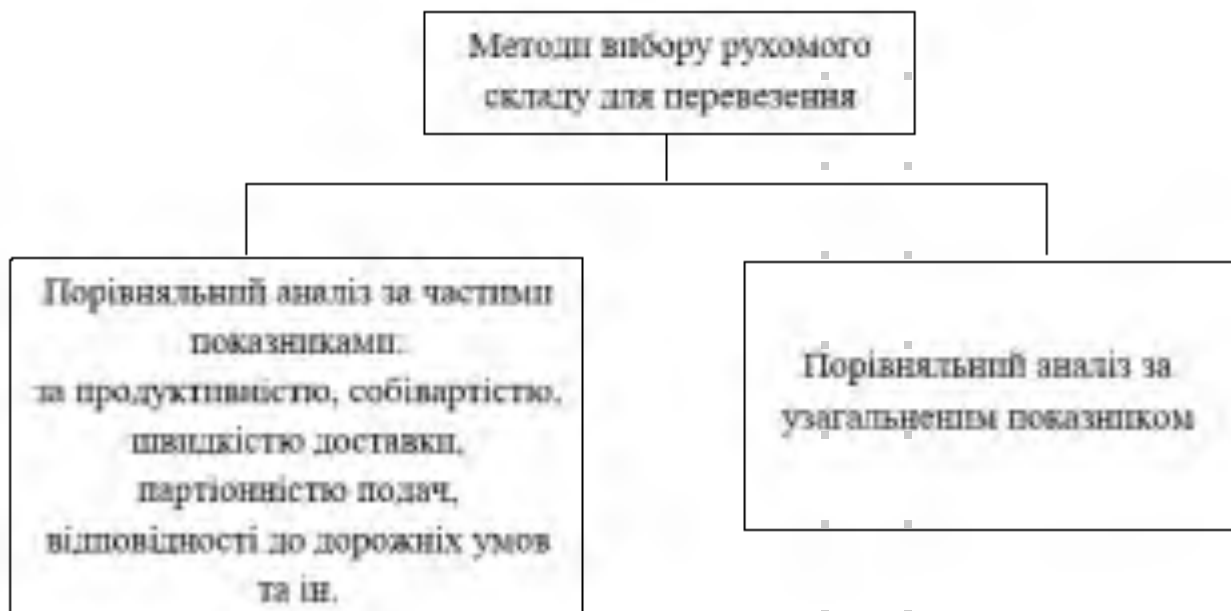 Методи вибору рухомого
складу для перевезення
Порівняльний аналіз за частими
показниками:
за продуктивністю, собівартістю,
швидкістю доставки,
партіонністю подач,
відповідності до дорожніх умов
та ін.
Порівняльний аналіз за
узагальненим показником